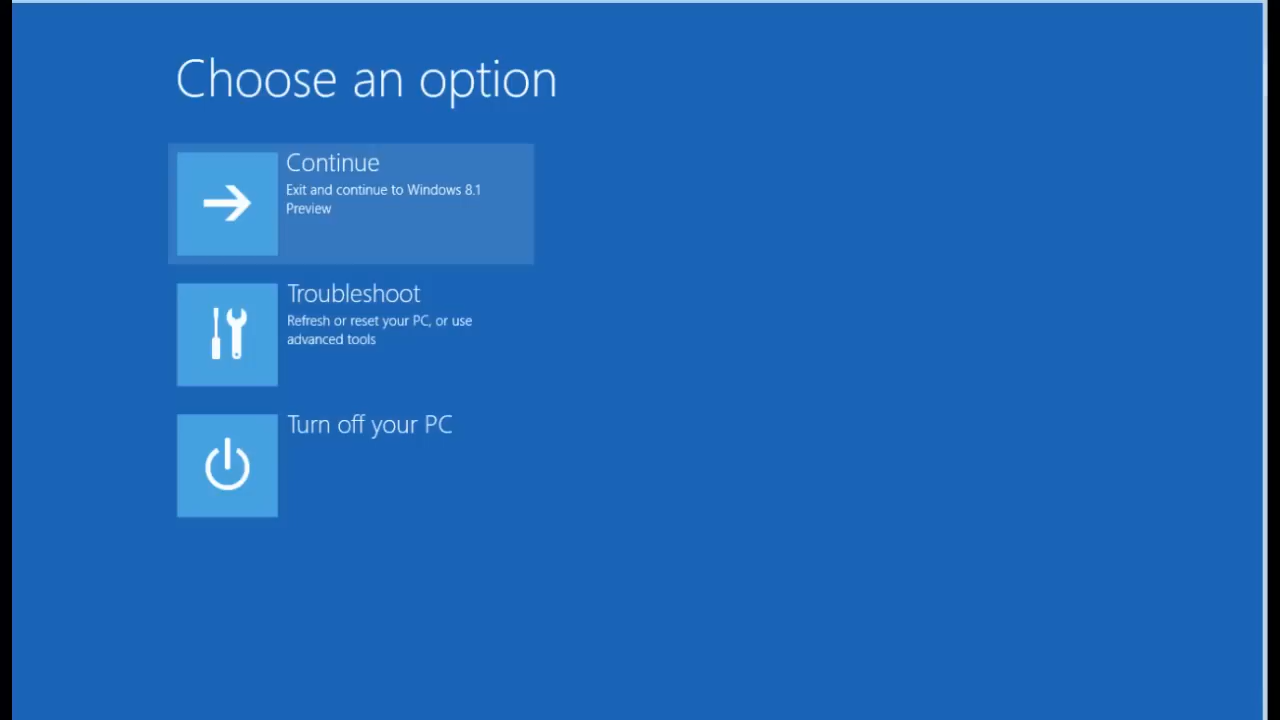 Choose an option
Continue
Exit and continue to Windows 8.1
Preview
Troubleshoot
Refresh or reset your PC, or use
advanced tools
Turn off your PC